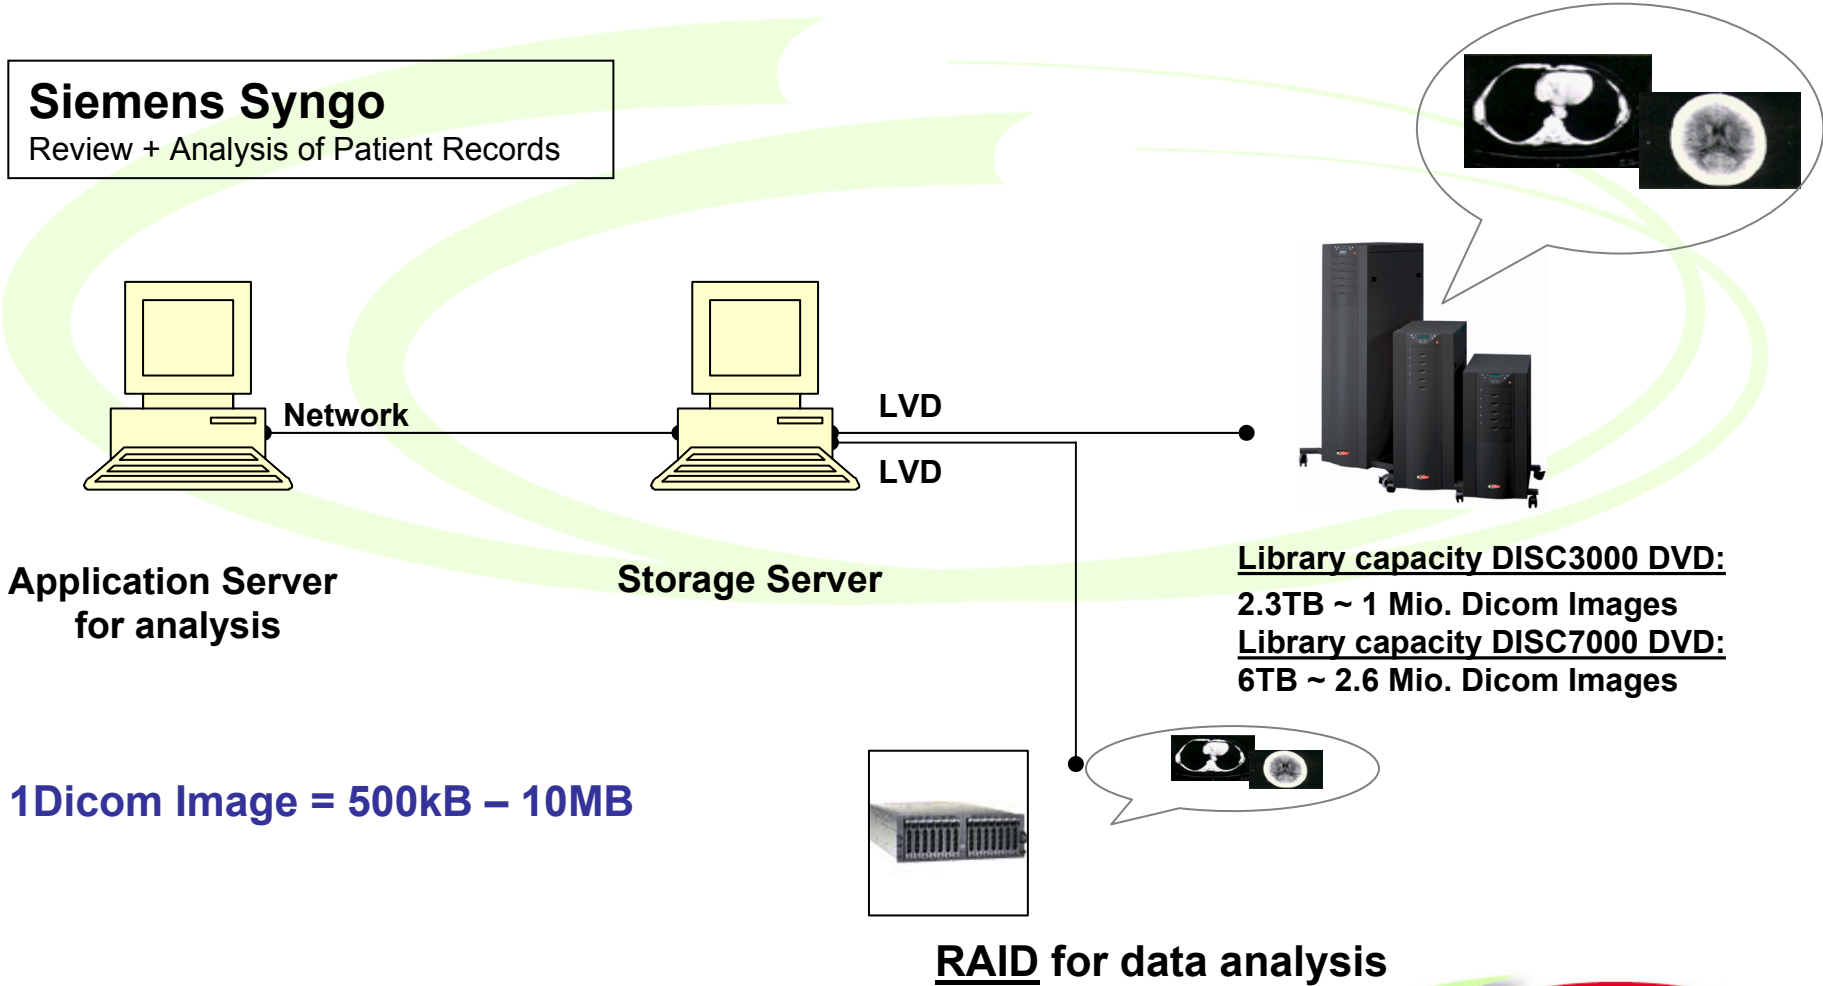 Siemens Syngo
Review + Analysis of Patient Records
Network
LVD
LVD
Application Server
for analysis
Storage Server
Library capacity DISC3000 DVD:
2.3TB ~ 1 Mio. Dicom Images
Library capacity DISC7000 DVD:
6TB ~ 2.6 Mio. Dicom Images
1Dicom Image = 500kB – 10MB
RAID for data analysis